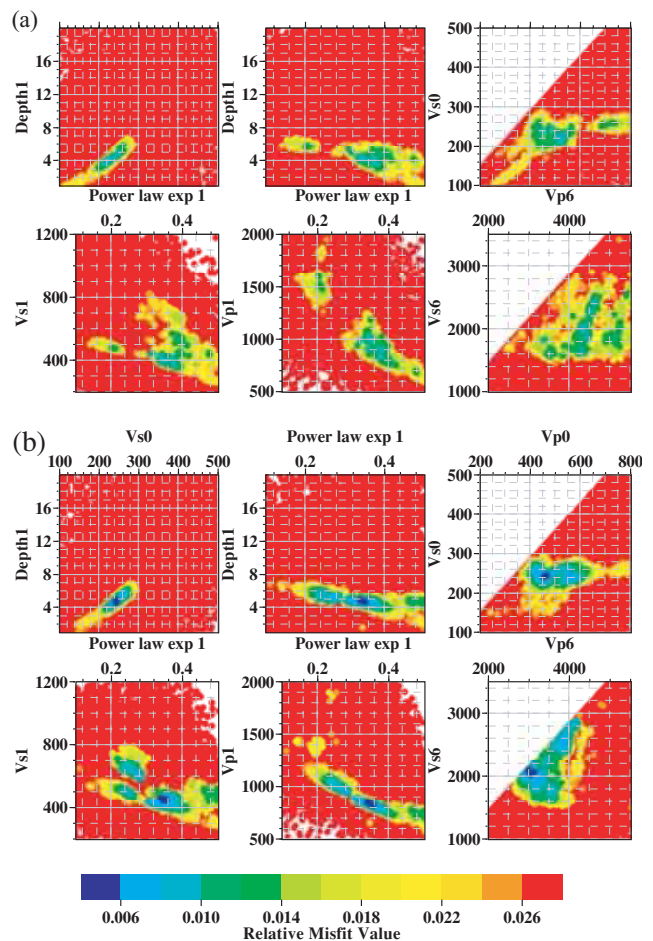 (a)
500
16
16
400
12
12
300
8
8
200
4
4
100
Depth1
Depth1
Vs0
Power law exp 1
Power law exp 1
Vp6
0.2 0.4
0.2 0.4
2000 4000
1200
2000
3000
800
1500
1000
2000
400
500
1000
Vs1
Vp1
Vs6
(b)
Vs0
Power law exp 1
Vp0
100 200 300 400 500
0.2 0.4
200 400 600 800
500
16
16
400
12
12
300
8
8
200
4
4
100
Depth1
Depth1
Vs0
Power law exp 1
Power law exp 1
Vp6
0.2 0.4
0.2 0.4
2000 4000
1200
2000
3000
800
1500
1000
2000
400
500
1000
Vs1
Vp1
Vs6
0.006 0.010 0.014 0.018 0.022 0.026
Relative Misfit Value